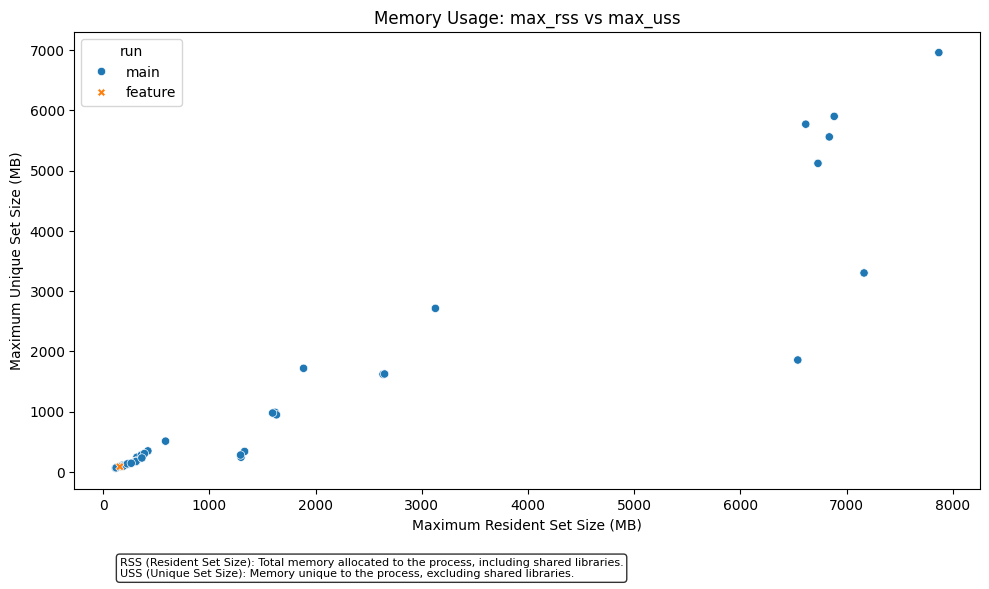 Memory Usage: max_rss vs max_uss
run
main
feature
Maximum Unique Set Size (MB)
7000
6000
5000
4000
3000
2000
1000
0
0 1000 2000 3000 4000 5000 6000 7000 8000
Maximum Resident Set Size (MB)
RSS (Resident Set Size): Total memory allocated to the process, including shared libraries.
USS (Unique Set Size): Memory unique to the process, excluding shared libraries.